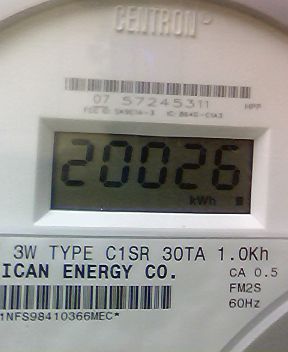 CENTRON
07 57245311
HPP
20026
kWh
3W TYPE C1SR 30TA 1.0Kh
ICAN ENERGY CO.
CA 0.5
FM2S
60Hz
1NFS98410366MEC*